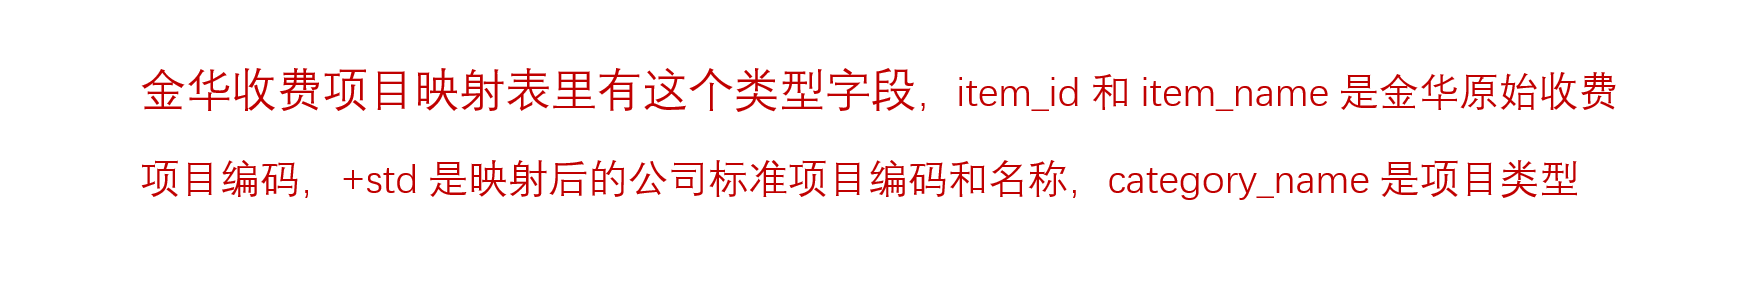 金华收费项目映射表里有这个类型字段，item_id 和 item_name 是金华原始收费
项目编码，+std 是映射后的公司标准项目编码和名称，category_name 是项目类型